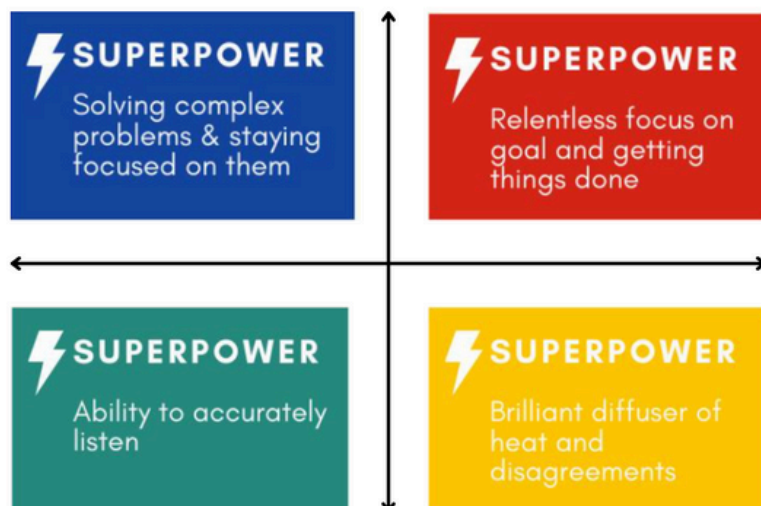 SUPERPOWER
Solving complex
problems & staying
focused on them
SUPERPOWER
Relentless focus on
goal and getting
things done
SUPERPOWER
Ability to accurately
listen
SUPERPOWER
Brilliant diffuser of
heat and
disagreements